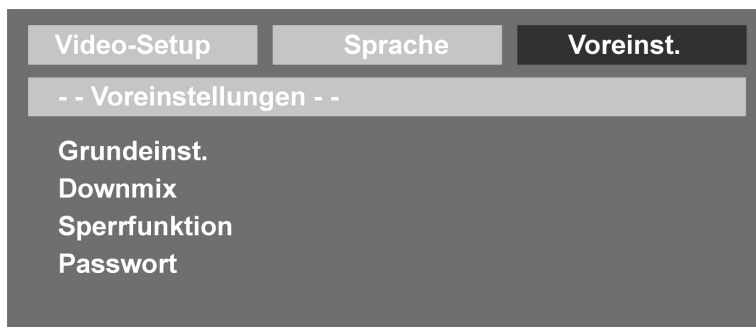 Video-Setup Sprache Voreinst.
- - Voreinstellungen - -
Grundeinst.
Downmix
Sperrfunktion
Passwort